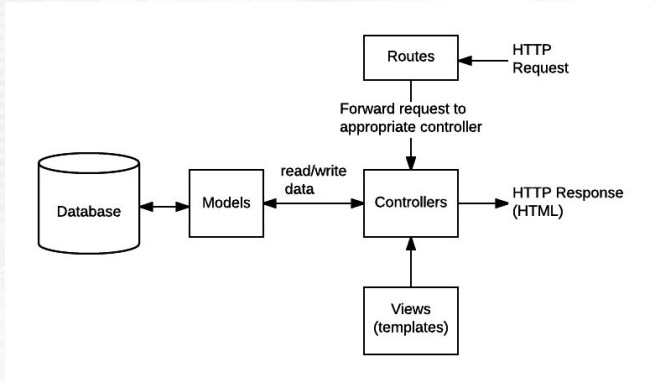 Routes
HTTP
Request
Forward request to
appropriate controller
read/write
data
Database
Models
Controllers
HTTP Response
(HTML)
Views
(templates)